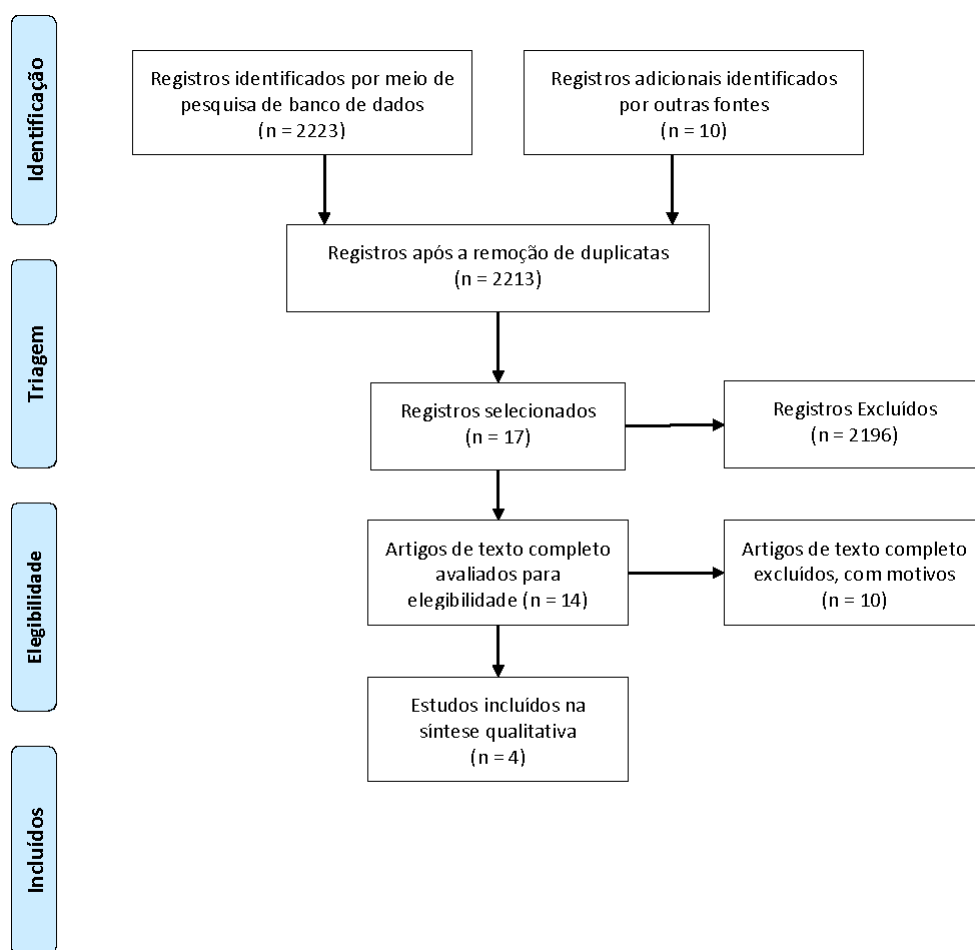 Identificação
Registros identificados por meio de
pesquisa de banco de dados
(n = 2223)
Registros adicionais identificados
por outras fontes
(n = 10)
Registros após a remoção de duplicatas
(n = 2213)
Triagem
Registros selecionados
(n = 17)
Registros Excluídos
(n = 2196)
Elegibilidade
Artigos de texto completo
avaliados para
elegibilidade (n = 14)
Artigos de texto completo
excluídos, com motivos
(n = 10)
Estudos incluídos na
síntese qualitativa
(n = 4)
Incluídos